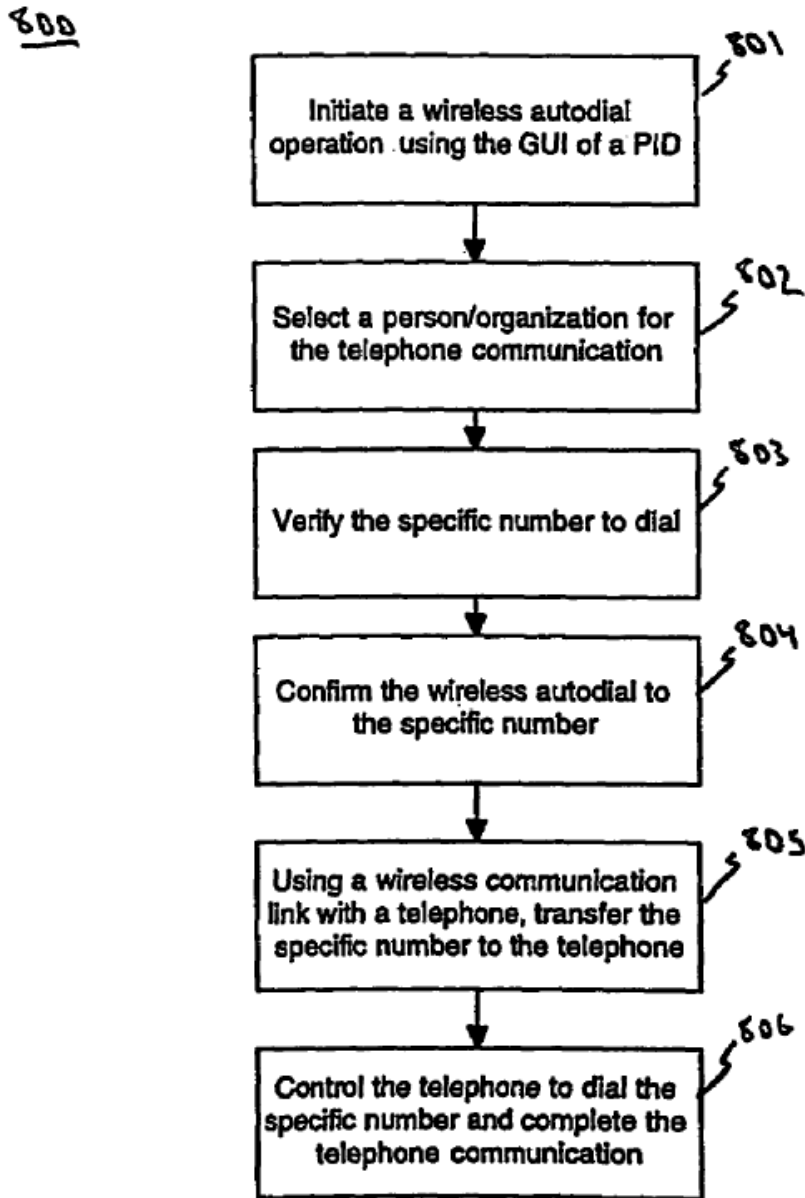 800
801
Initiate a wireless autodial
operation using the GUI of a PID
802
Select a person/organization for
the telephone communication
803
Verify the specific number to dial
804
Confirm the wireless autodial to
the specific number
805
Using a wireless communication
link with a telephone, transfer the
specific number to the telephone
806
Control the telephone to dial the
specific number and complete the
telephone communication